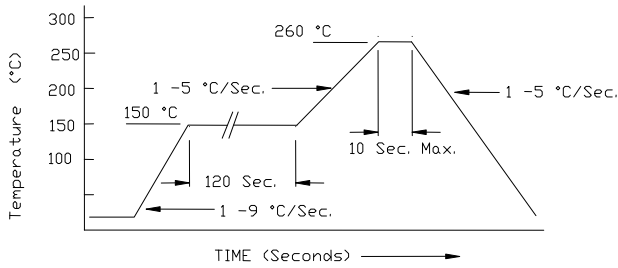 300
260 °C
250
200
1 -5 °C/Sec.
1 -5 °C/Sec.
150 °C
150
10 Sec. Max.
100
120 Sec.
1 -9 °C/Sec.
Temperature (°C)
TIME (Seconds)